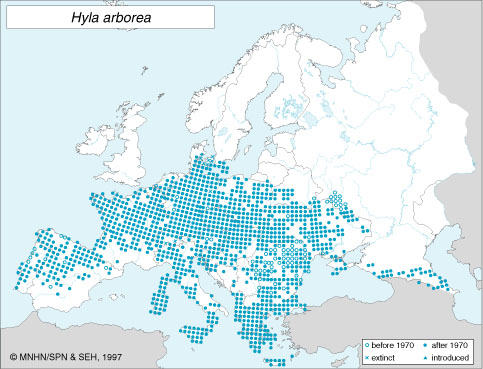 Hyla arborea
before 1970
after 1970
extinct
introduced
© MNHN/SPN & SEH, 1997